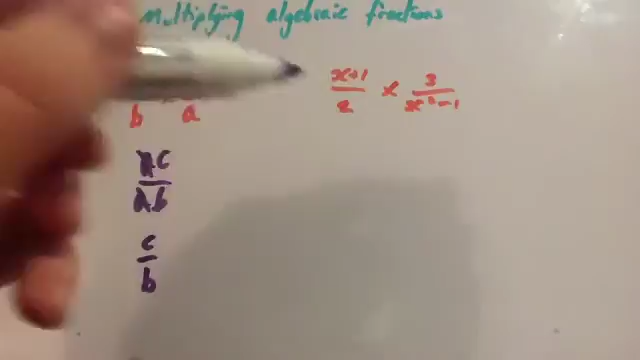 Multiplying algebraic fractions
x+1/2 × 3/x²-1
b a
ac/ab
c/b